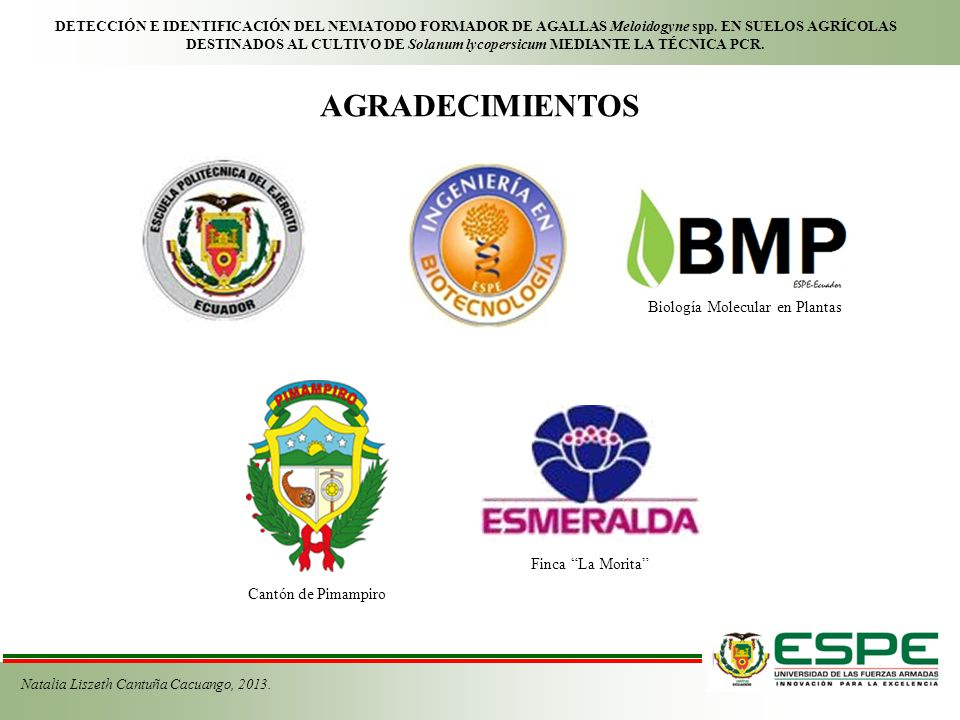 DETECCIÓN E IDENTIFICACIÓN DEL NEMATODO FORMADOR DE AGALLAS Meloidogyne spp. EN SUELOS AGRÍCOLAS
DESTINADOS AL CULTIVO DE Solanum lycopersicum MEDIANTE LA TÉCNICA PCR.
AGRADECIMIENTOS
ESCUELA POLITÉCNICA DEL EJÉRCITO
ECUADOR
INGENIERÍA EN
ESPE
BIOTECNOLOGÍA
BMP
ESPE-Ecuador
Biología Molecular en Plantas
PIMAMPIRO
Cantón de Pimampiro
ESMERALDA
Finca “La Morita”
ESPE
UNIVERSIDAD DE LAS FUERZAS ARMADAS
INNOVACIÓN PARA LA EXCELENCIA
ECUADOR
Natalia Liszeth Cantuña Cacuango, 2013.